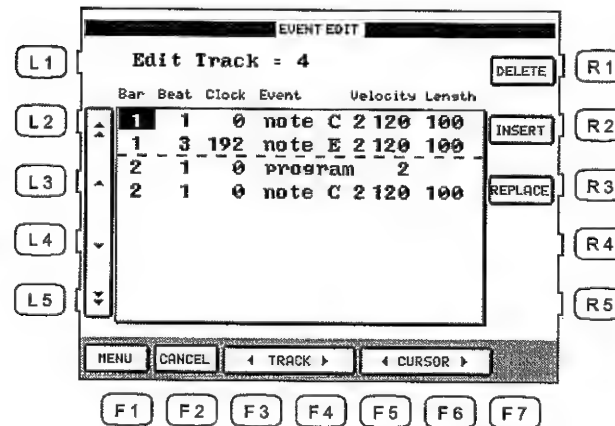 EVENT EDIT
L1
Edit Track = 4
DELETE
R1
Bar Beat Clock Event Velocity Length
L2
1 1 0 note C 2 120 100
INSERT
R2
1 3 192 note E 2 120 100
2 1 0 program 2
L3
2 1 0 note C 2 120 100
REPLACE
R3
L4
R4
L5
R5
MENU CANCEL TRACK CURSOR
F1 F2 F3 F4 F5 F6 F7